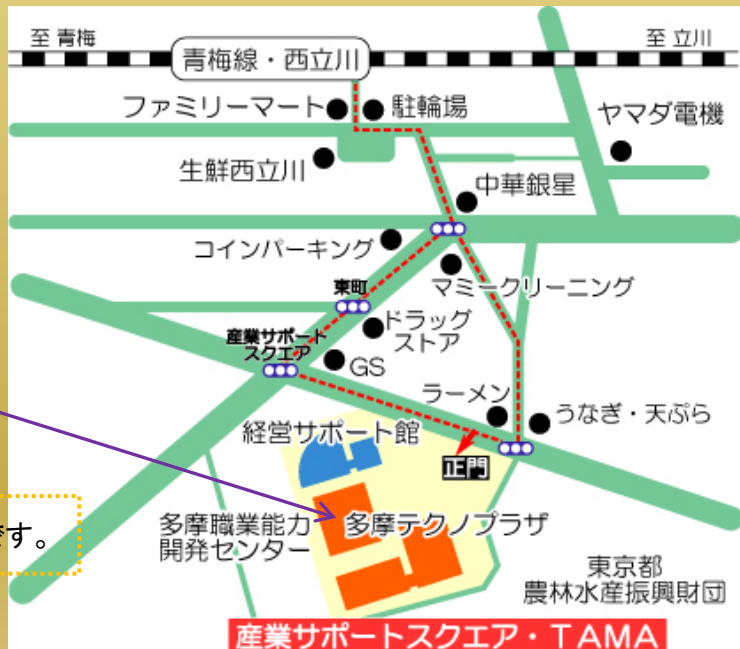 至 青梅
至 立川
青梅線・西立川
ファミリーマート
駐輪場
ヤマダ電機
生鮮西立川
中華銀星
コインパーキング
マミークリーニング
東町
ドラッグ
ストア
産業サポート
スクエア
GS
ラーメン
うなぎ・天ぷら
経営サポート館
正門
す。
多摩職業能力
開発センター
多摩テクノプラザ
東京都
農林水産振興財団
産業サポートスクエア・TAMA